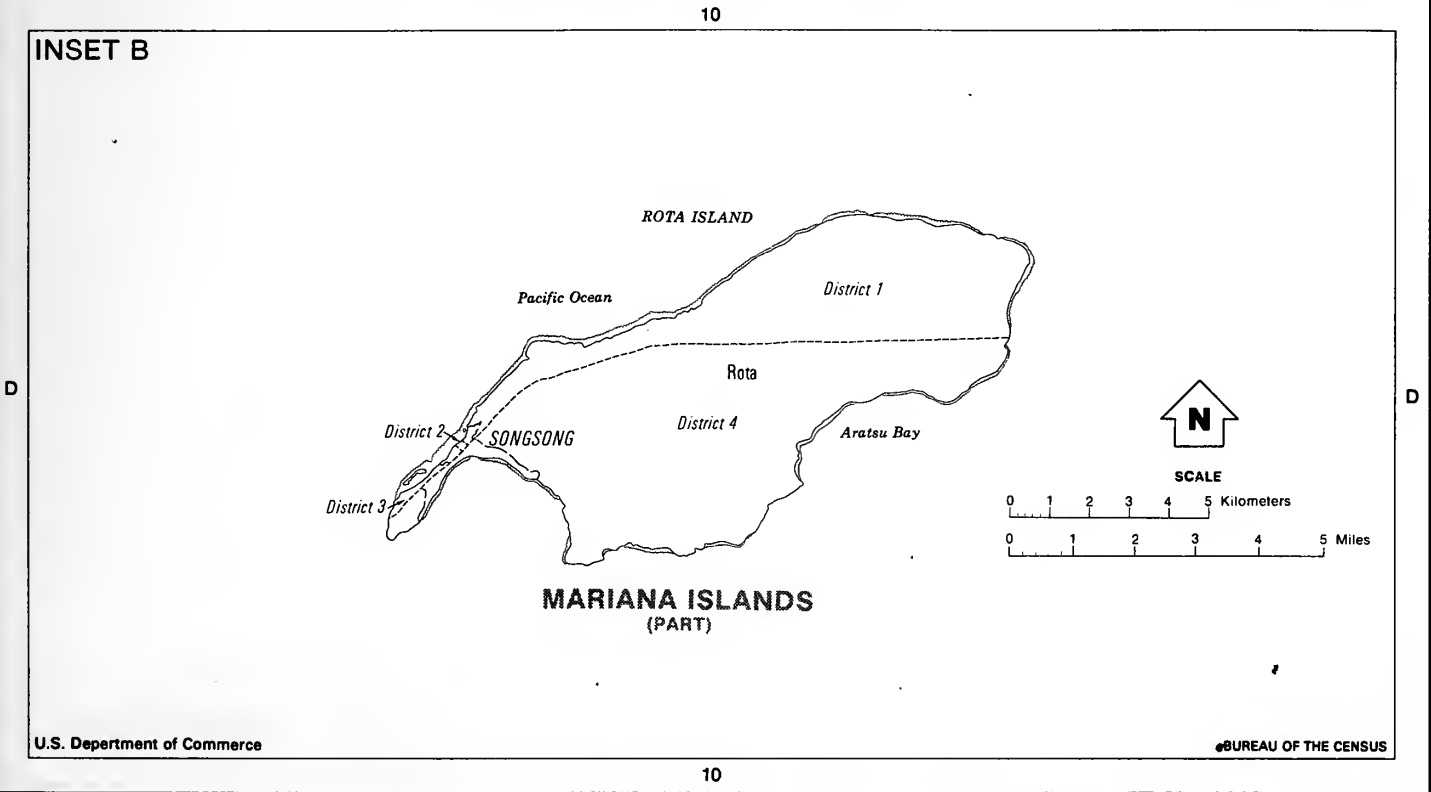 10
INSET B
ROTA ISLAND
Pacific Ocean
District 1
Rota
D
D
District 4
District 2
SONGSONG
Aratsu Bay
N
District 3
SCALE
0 1 2 3 4 5 Kilometers
0 1 2 3 4 5 Miles
MARIANA ISLANDS
(PART)
U.S. Depertment of Commerce
BUREAU OF THE CENSUS
10